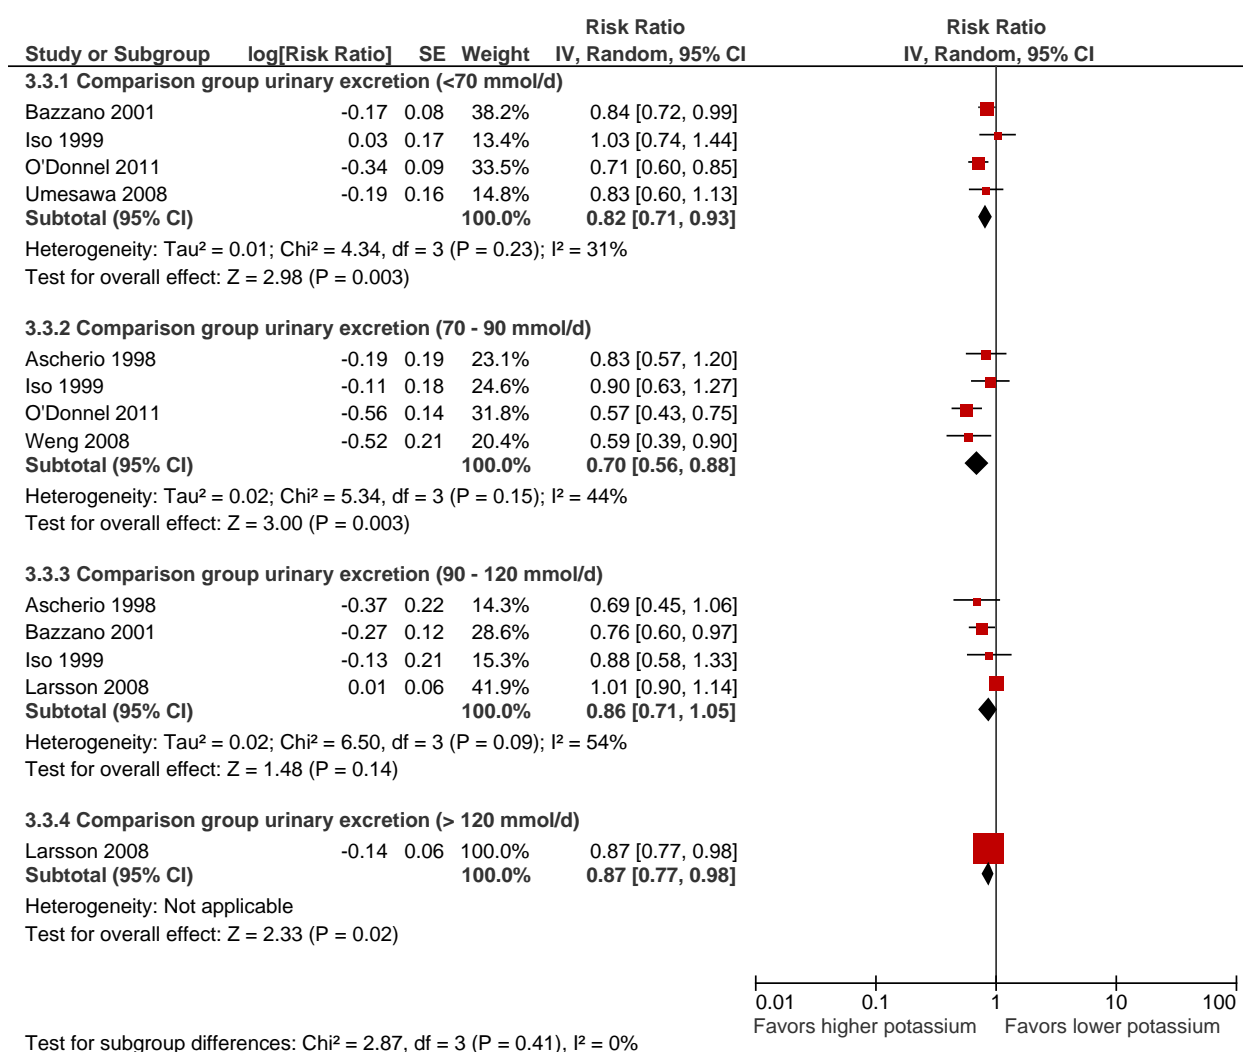 Risk Ratio Risk Ratio
Study or Subgroup log[Risk Ratio] SE Weight IV, Random, 95% CI IV, Random, 95% CI
3.3.1 Comparison group urinary excretion (<70 mmol/d)
Bazzano 2001 -0.17 0.08 38.2% 0.84 [0.72, 0.99]
Iso 1999 0.03 0.17 13.4% 1.03 [0.74, 1.44]
O'Donnel 2011 -0.34 0.09 33.5% 0.71 [0.60, 0.85]
Umesawa 2008 -0.19 0.16 14.8% 0.83 [0.60, 1.13]
Subtotal (95% CI) 100.0% 0.82 [0.71, 0.93]
Heterogeneity: Tau² = 0.01; Chi² = 4.34, df = 3 (P = 0.23); I² = 31%
Test for overall effect: Z = 2.98 (P = 0.003)
3.3.2 Comparison group urinary excretion (70 - 90 mmol/d)
Ascherio 1998 -0.19 0.19 23.1% 0.83 [0.57, 1.20]
Iso 1999 -0.11 0.18 24.6% 0.90 [0.63, 1.27]
O'Donnel 2011 -0.56 0.14 31.8% 0.57 [0.43, 0.75]
Weng 2008 -0.52 0.21 20.4% 0.59 [0.39, 0.90]
Subtotal (95% CI) 100.0% 0.70 [0.56, 0.88]
Heterogeneity: Tau² = 0.02; Chi² = 5.34, df = 3 (P = 0.15); I² = 44%
Test for overall effect: Z = 3.00 (P = 0.003)
3.3.3 Comparison group urinary excretion (90 - 120 mmol/d)
Ascherio 1998 -0.37 0.22 14.3% 0.69 [0.45, 1.06]
Bazzano 2001 -0.27 0.12 28.6% 0.76 [0.60, 0.97]
Iso 1999 -0.13 0.21 15.3% 0.88 [0.58, 1.33]
Larsson 2008 0.01 0.06 41.9% 1.01 [0.90, 1.14]
Subtotal (95% CI) 100.0% 0.86 [0.71, 1.05]
Heterogeneity: Tau² = 0.02; Chi² = 6.50, df = 3 (P = 0.09); I² = 54%
Test for overall effect: Z = 1.48 (P = 0.14)
3.3.4 Comparison group urinary excretion (> 120 mmol/d)
Larsson 2008 -0.14 0.06 100.0% 0.87 [0.77, 0.98]
Subtotal (95% CI) 100.0% 0.87 [0.77, 0.98]
Heterogeneity: Not applicable
Test for overall effect: Z = 2.33 (P = 0.02)
0.01 0.1 1 10 100
Favors higher potassium Favors lower potassium
Test for subgroup differences: Chi² = 2.87, df = 3 (P = 0.41), I² = 0%